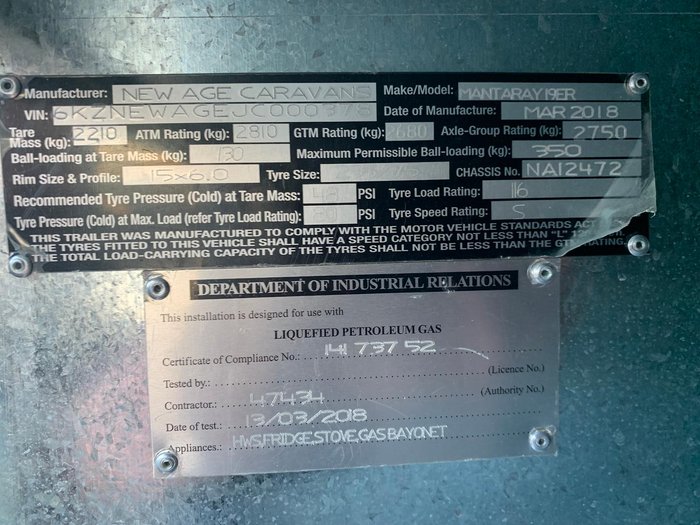 Manufacturer: NEW AGE CARAVANS Make/Model: MANTARAY 19ER
VIN: 6KZNEWAGEJC000378 Date of Manufacture: MAR 2018
Tare Mass (kg): 2210 ATM Rating (kg): 2810 GTM Rating (kg): 2680 Axle-Group Rating (kg): 2750
Ball-loading at Tare Mass (kg): 130 Maximum Permissible Ball-loading (kg): 350
Rim Size & Profile: 15x6.0 Tyre Size: CHASSIS No. NA12472
Recommended Tyre Pressure (Cold) at Tare Mass: PSI Tyre Load Rating: 116
Tyre Pressure (Cold) at Max. Load (refer Tyre Load Rating): PSI Tyre Speed Rating: S
THIS TRAILER WAS MANUFACTURED TO COMPLY WITH THE MOTOR VEHICLE STANDARDS ACT
THE TYRES FITTED TO THIS VEHICLE SHALL HAVE A SPEED CATEGORY NOT LESS THAN "L"
THE TOTAL LOAD-CARRYING CAPACITY OF THE TYRES SHALL NOT BE LESS THAN THE GTM RATING.
DEPARTMENT OF INDUSTRIAL RELATIONS
This installation is designed for use with
LIQUEFIED PETROLEUM GAS
Certificate of Compliance No.: 141 737 52
(Licence No.)
Tested by.:
(Authority No.)
Contractor.: 47434
Date of test.: 13/03/2018
Appliances.: HWS,FRIDGE,STOVE,GAS BAYONET